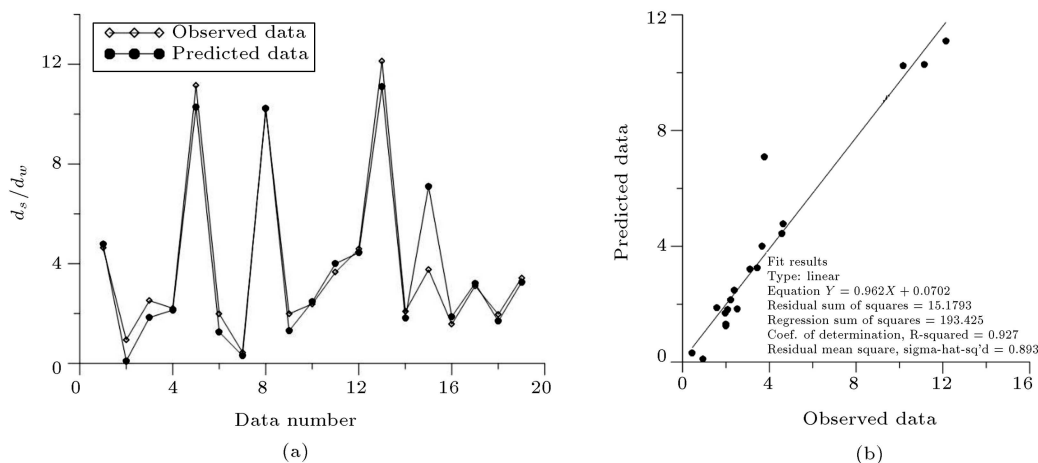 Observed data
Predicted data
12
8
4
0
d_s/d_w
0 4 8 12 16 20
Data number
(a)
12
8
4
0
Predicted data
Fit results
Type: linear
Equation Y = 0.962X + 0.0702
Residual sum of squares = 15.1793
Regression sum of squares = 193.425
Coef. of determination, R-squared = 0.927
Residual mean square, sigma-hat-sq'd = 0.893
0 4 8 12 16
Observed data
(b)